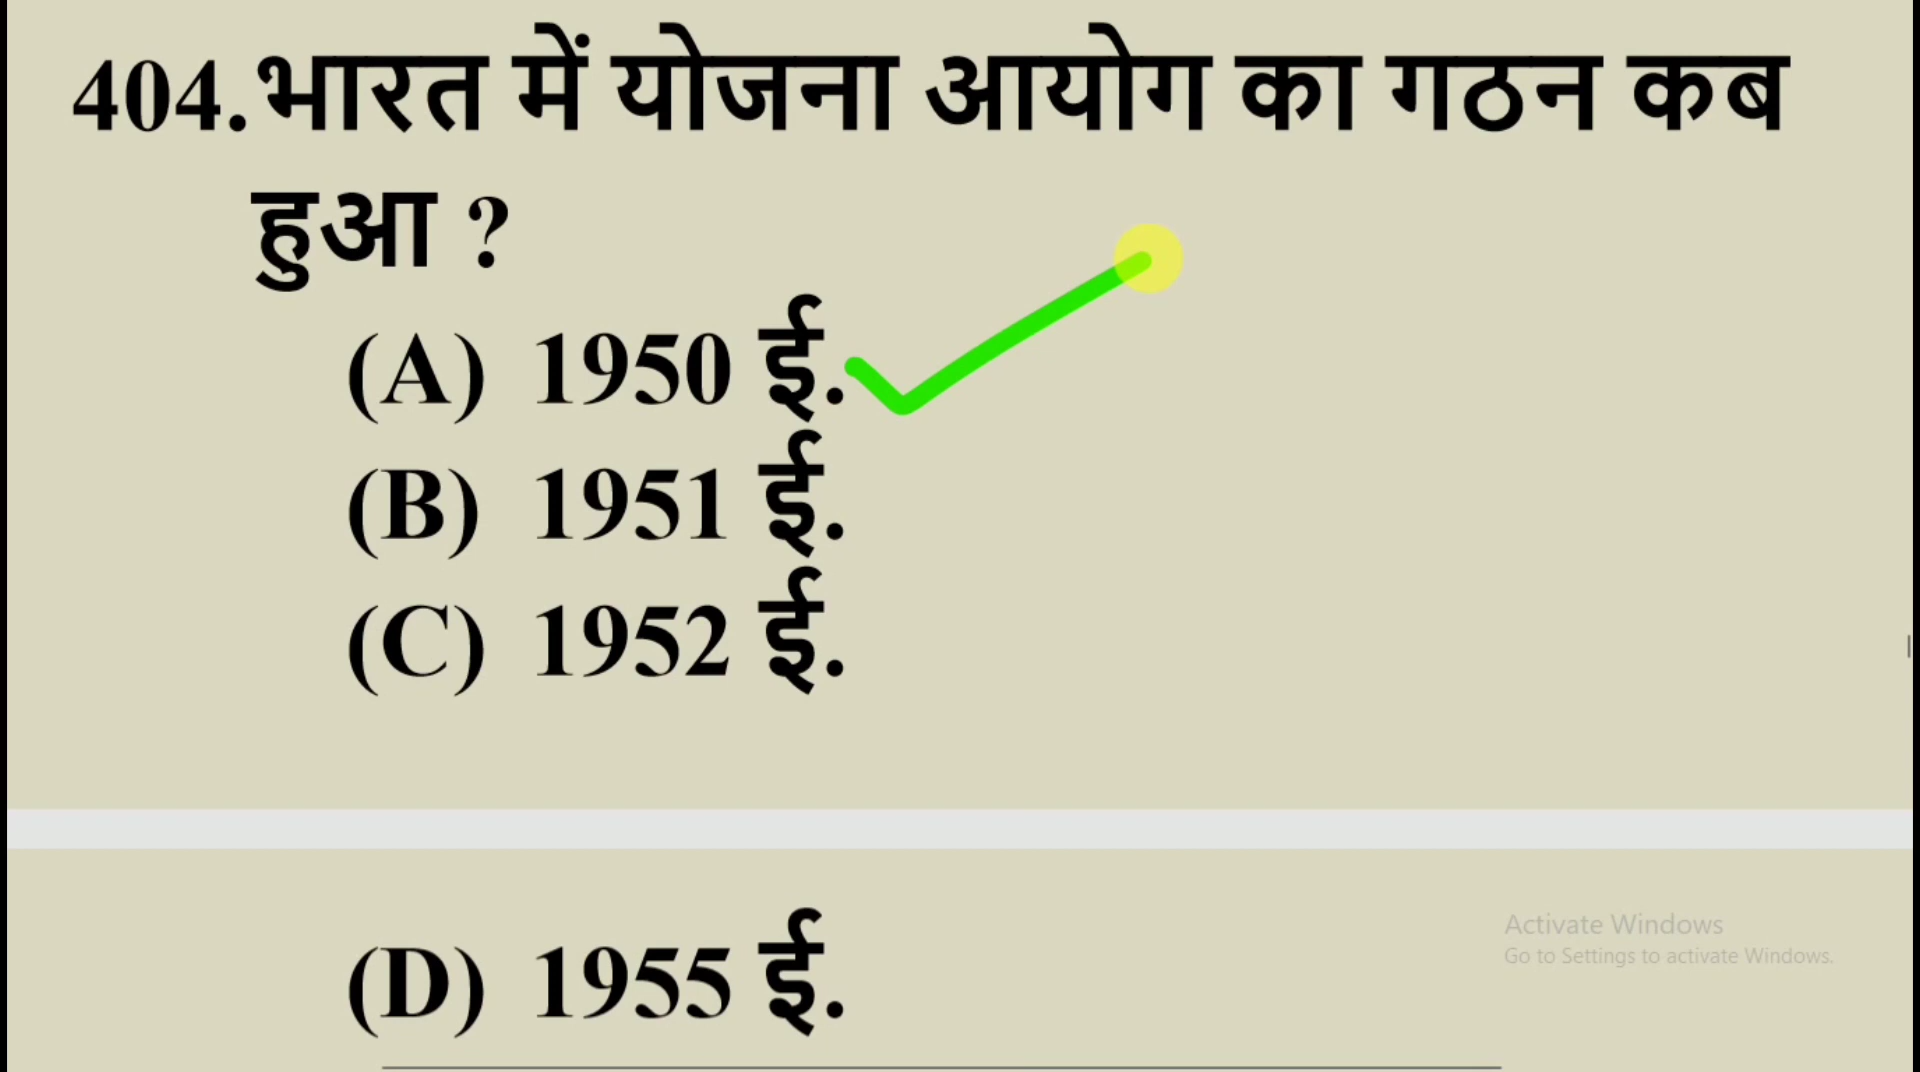 404.भारत में योजना आयोग का गठन कब
हुआ ?
(A) 1950 ई.
(B) 1951 ई.
(C) 1952 ई.
(D) 1955 ई.
Activate Windows
Go to Settings to activate Windows.